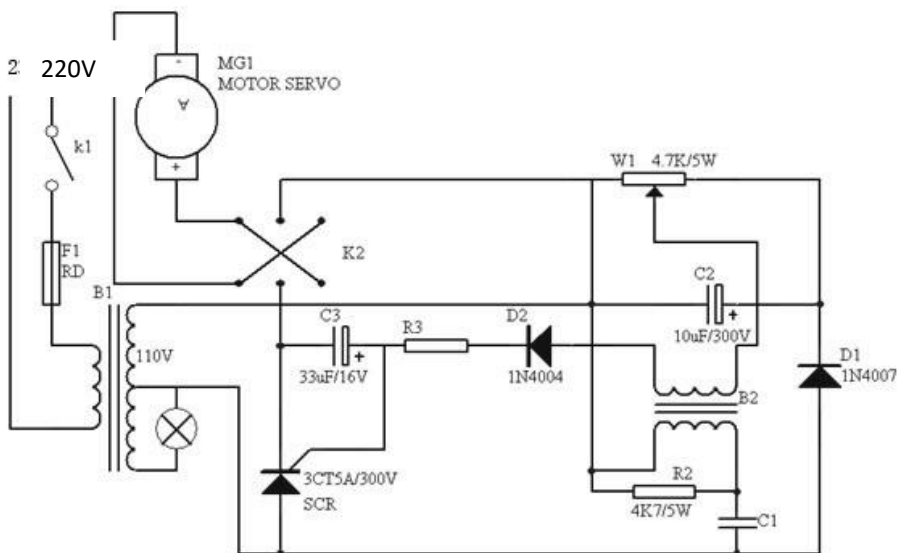 220V
MG1
MOTOR SERVO
-
A
+
k1
W1 4.7K/5W
K2
F1
RD
B1
C2
+
10uF/300V
C3
R3
D2
110V
+
33uF/16V
1N4004
D1
1N4007
B2
3CT5A/300V
SCR
R2
4K7/5W
C1